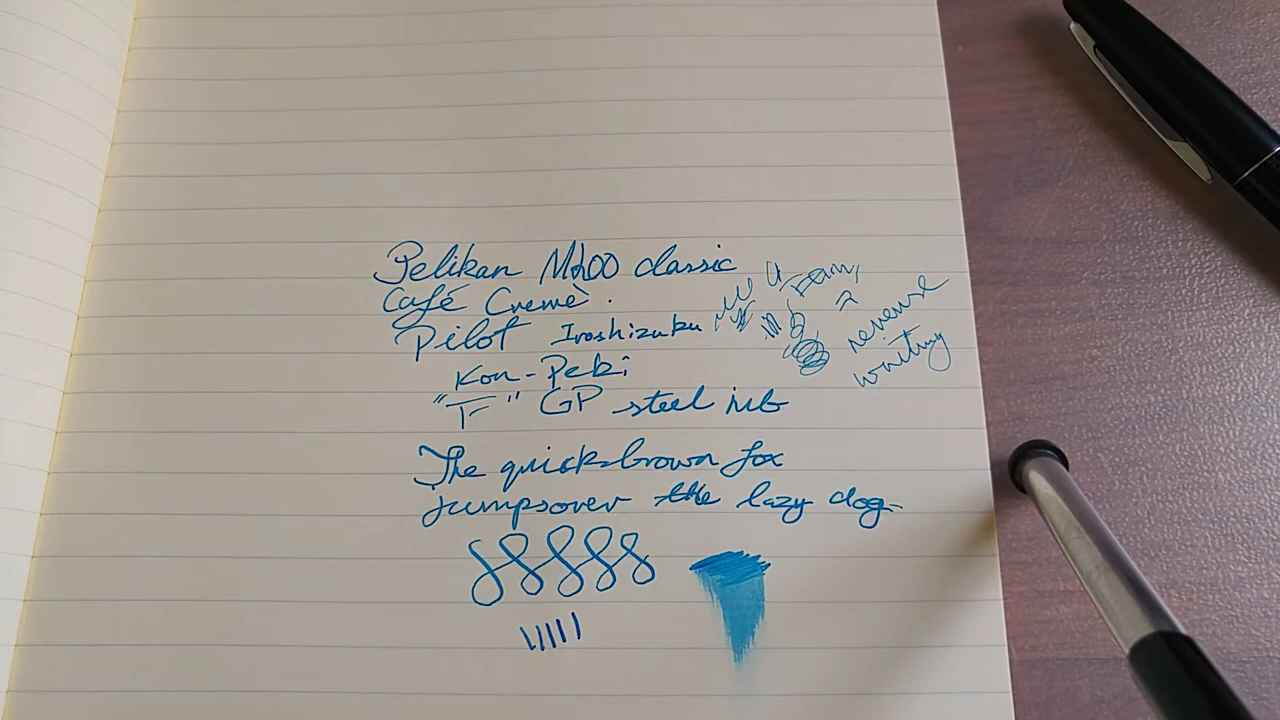 Pelikan M200 classic
Café Cremè.
Pilot Iroshizuku
Kon-Peki
"F" GP steel nib
The quick brown fox
jumps over the lazy dog
reverse
writing